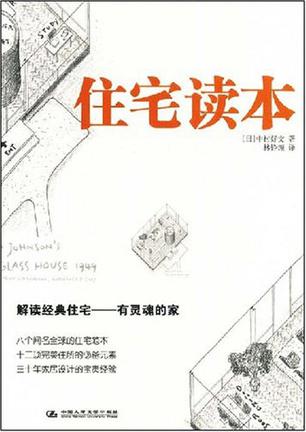 住宅读本
[日]中村好文 著
林铮顗 译
EXIT
JOHNSON'S
GLASS HOUSE 1949
解读经典住宅——有灵魂的家
八个闻名全球的住宅范本
十二项完美住所的必备元素
三十年家居设计的宝贵经验
中国人民大学出版社